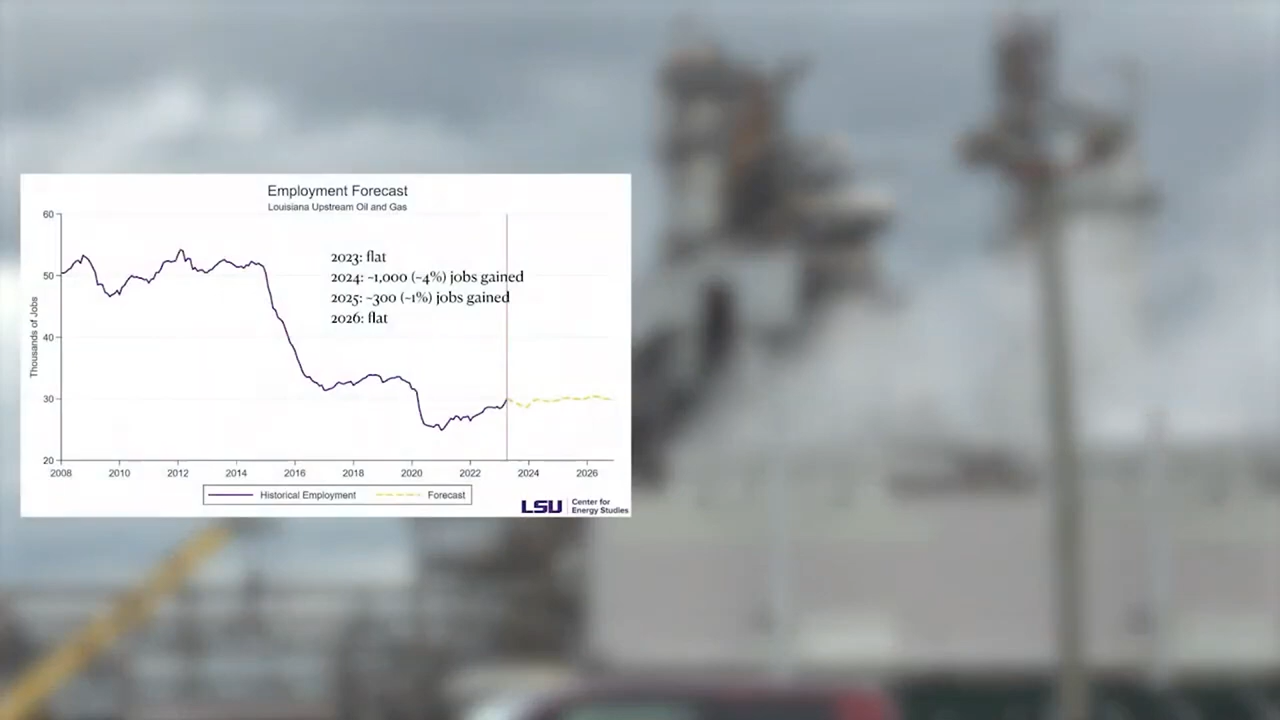 Employment Forecast
Louisiana Upstream Oil and Gas
60
50
40
30
20
Thousands of Jobs
2023: flat
2024: ~1,000 (~4%) jobs gained
2025: ~300 (~1%) jobs gained
2026: flat
2008 2010 2012 2014 2016 2018 2020 2022 2024 2026
Historical Employment Forecast
LSU Center for
Energy Studies